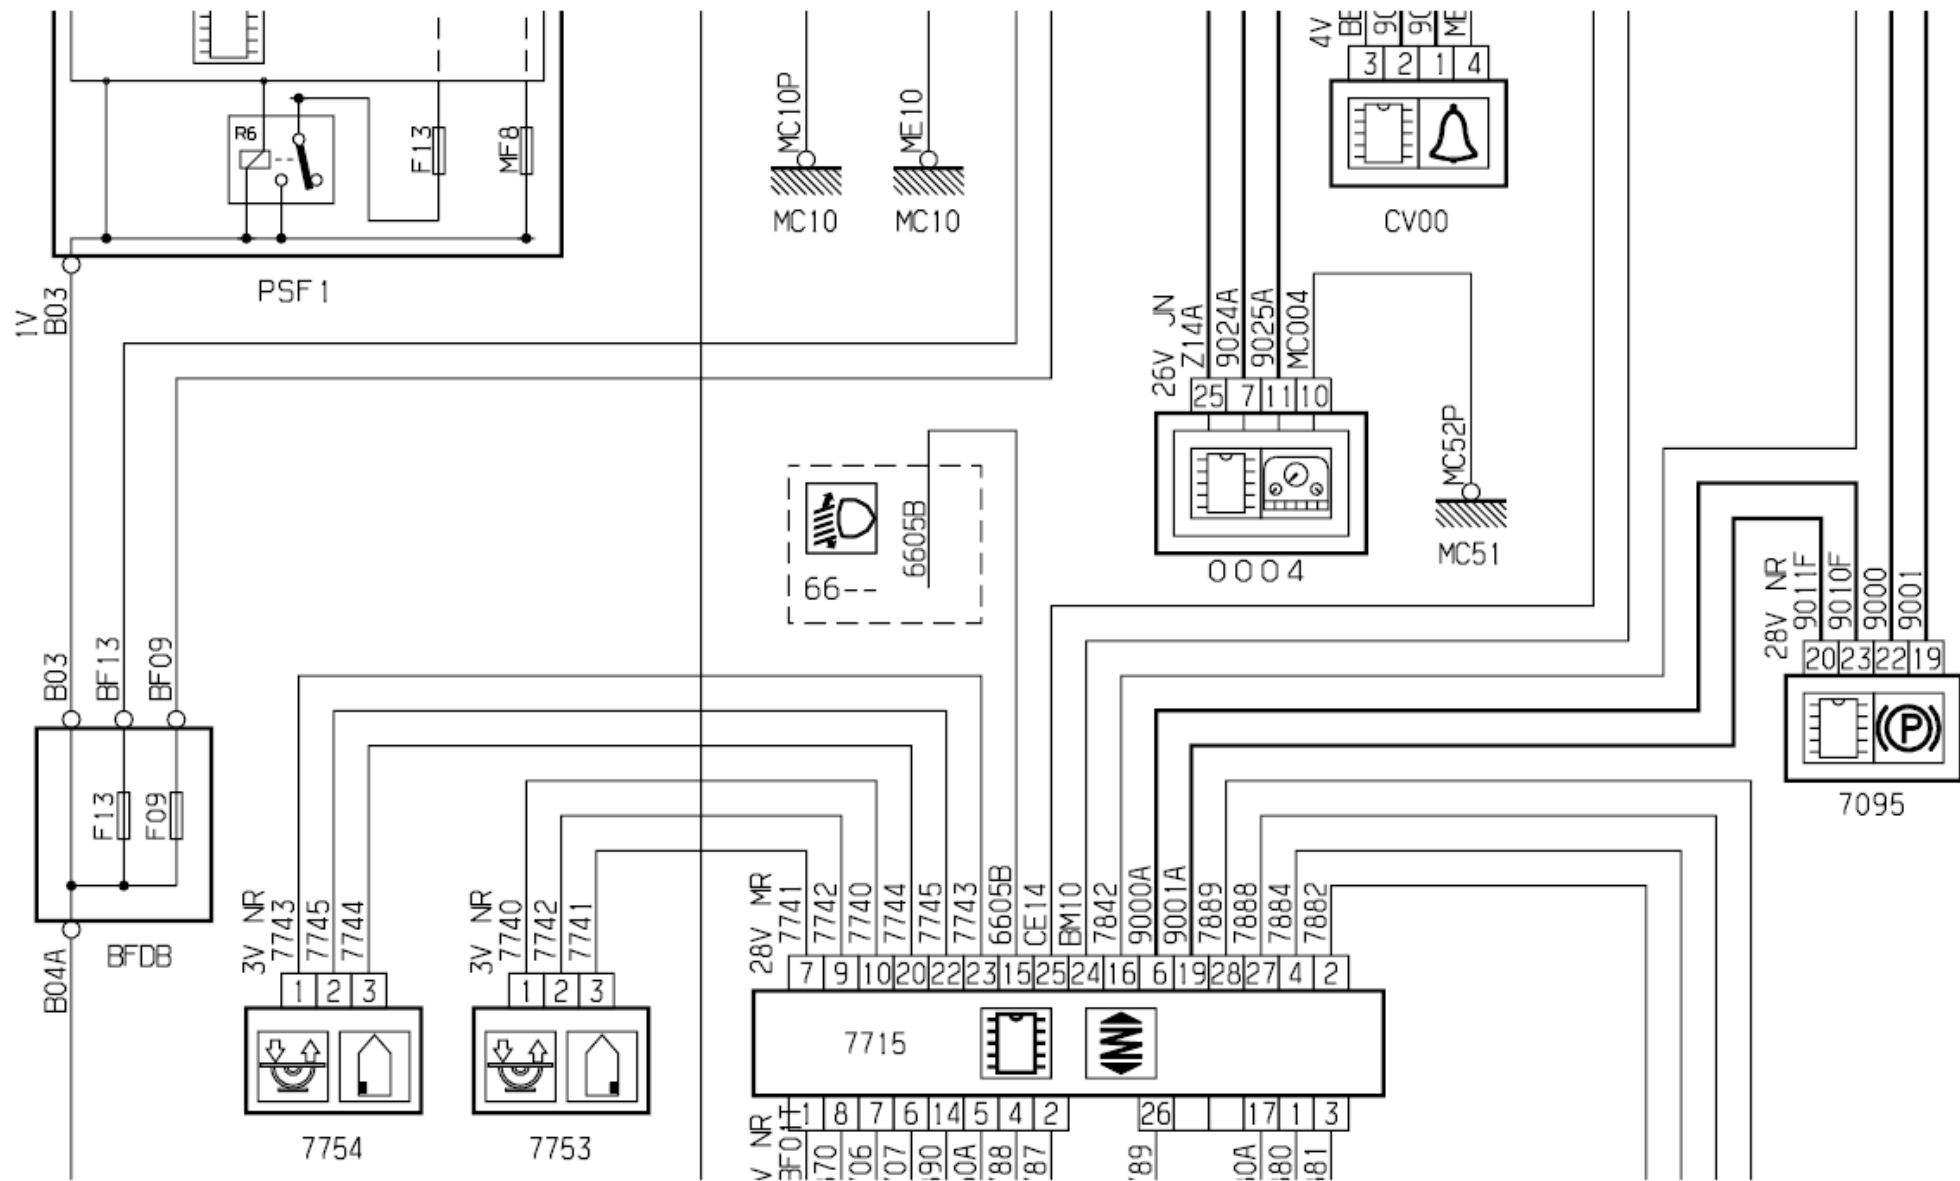 R6
F13
MF8
PSF1
1V
B03
MC10P
MC10
ME10
MC10
4V
3 2 1 4
CV00
26V JN
Z14A
9024A
9025A
MC004
25 7 11 10
0004
MC52P
MC51
6605B
66--
28V NR
9011F
9010F
9000
9001
20 23 22 19
P
7095
B03
BF13
BF09
F13
F09
BFDB
B04A
3V NR
7743
7745
7744
1 2 3
7754
3V NR
7740
7742
7741
1 2 3
7753
28V MR
7741
7742
7740
7744
7745
7743
6605B
CE14
BM10
7842
9000A
9001A
7889
7888
7884
7882
7 9 10 20 22 23 15 25 24 16 6 19 28 27 4 2
7715
1 8 7 6 14 5 4 2 26 17 1 3
V NR